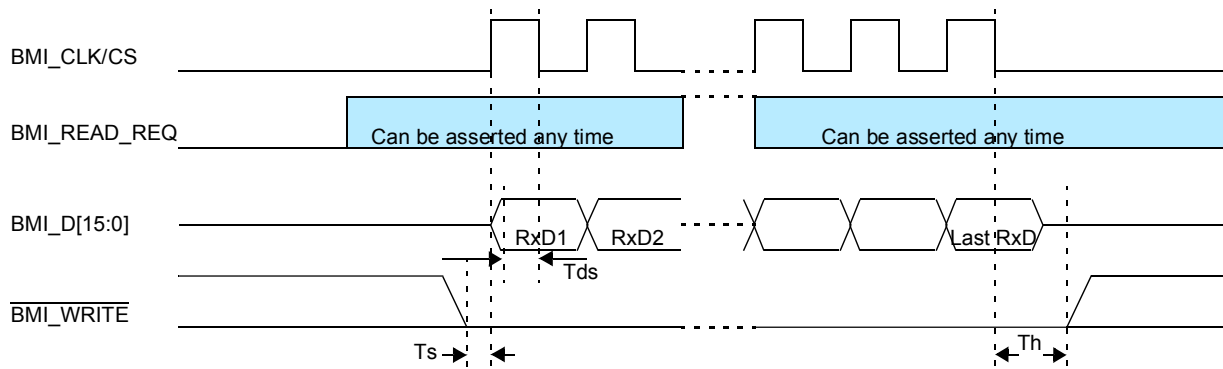 BMI_CLK/CS
BMI_READ_REQ
Can be asserted any time
Can be asserted any time
BMI_D[15:0]
RxD1
RxD2
Last RxD
Tds
BMI_WRITE
Ts
Th